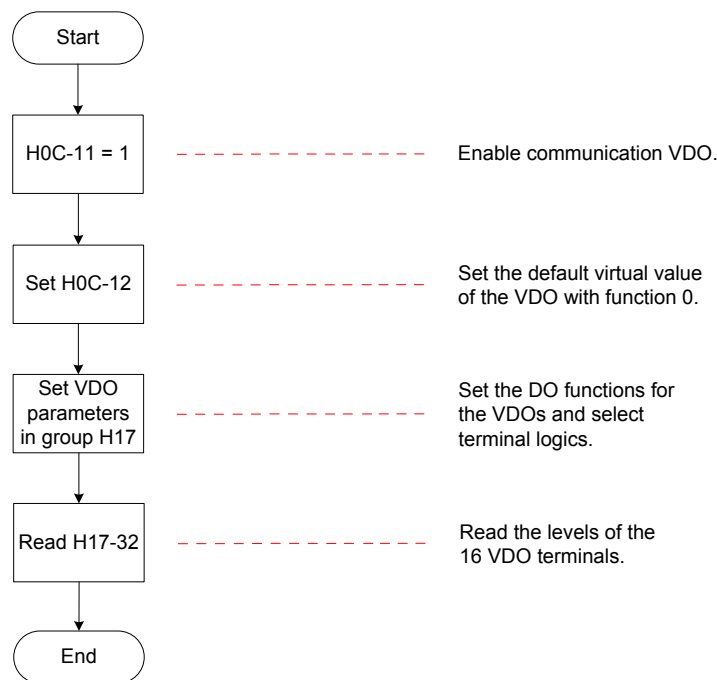 Start
H0C-11 = 1
Enable communication VDO.
Set H0C-12
Set the default virtual value
of the VDO with function 0.
Set VDO
parameters
in group H17
Set the DO functions for
the VDOs and select
terminal logics.
Read H17-32
Read the levels of the
16 VDO terminals.
End